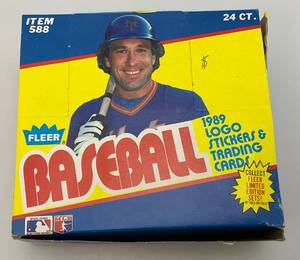 ITEM
588
24 CT.
FLEER
BASEBALL
1989
LOGO
STICKERS &
TRADING
CARDS
COLLECT
FLEER
LIMITED
EDITION
SETS!